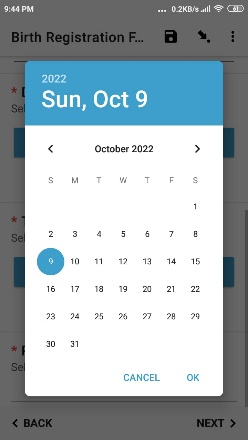 9:44 PM ... 0.2KB/s 61
Birth Registration F...
2022
Sun, Oct 9
October 2022
S M T W T F S
1
2 3 4 5 6 7 8
9 10 11 12 13 14 15
16 17 18 19 20 21 22
23 24 25 26 27 28 29
30 31
CANCEL OK
BACK NEXT